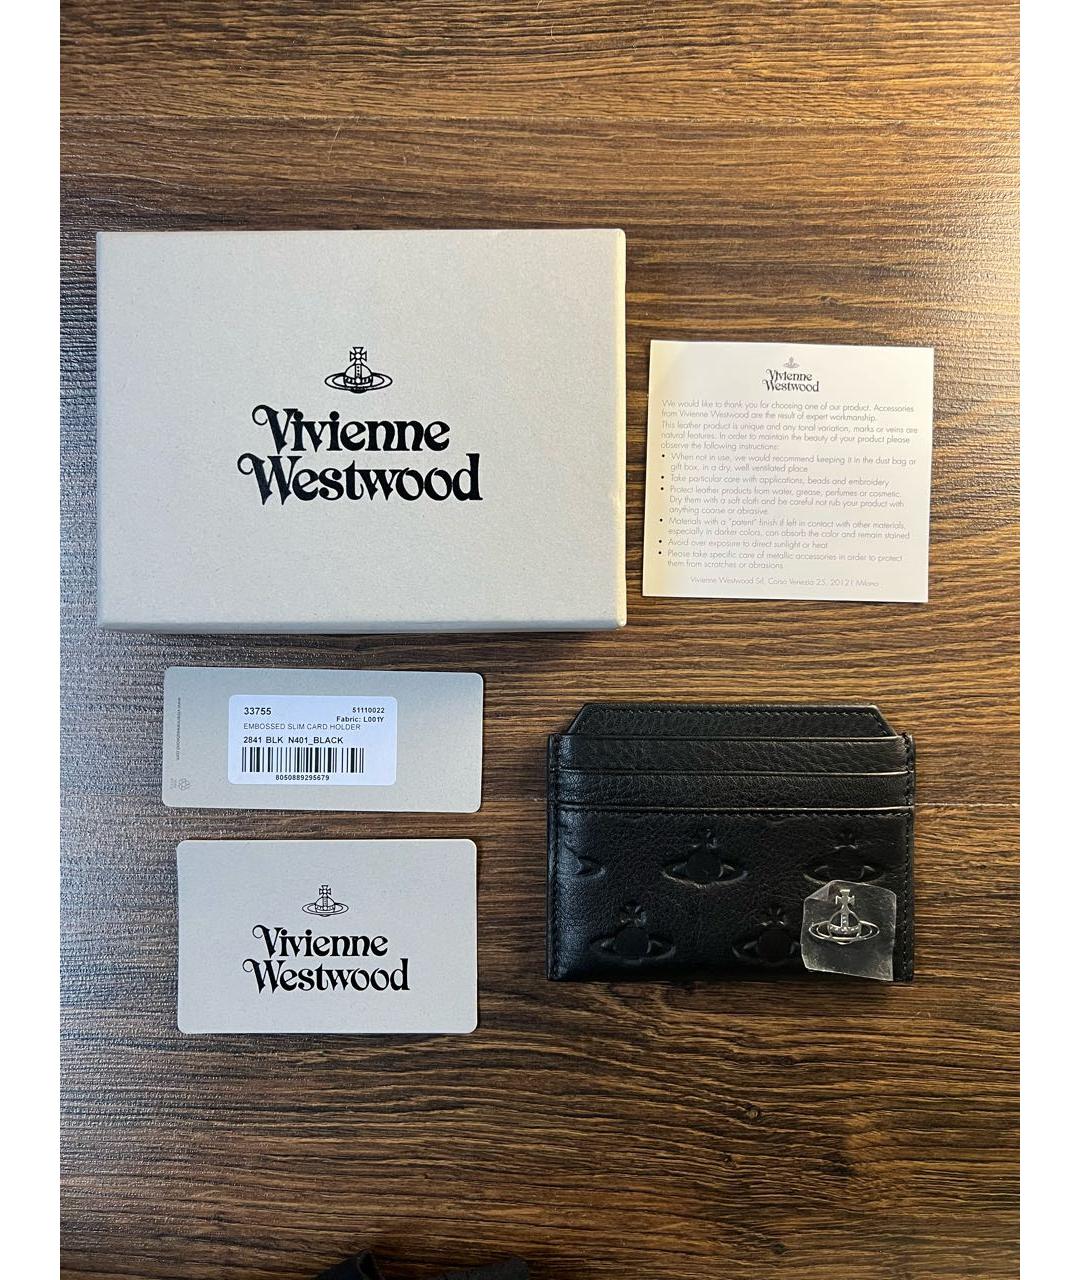 Vivienne
Westwood
Vivienne
Westwood
We would like to thank you for choosing one of our product. Accessories
from Vivienne Westwood are the result of expert workmanship.
This leather product is unique and any tonal variation, marks or veins are
natural features. In order to maintain the beauty of your product please
observe the following instructions:
• When not in use, we would recommend keeping it in the dust bag or
gift box, in a dry, well ventilated place
• Take particular care with applications, beads and embroidery
• Protect leather products from water, grease, perfumes or cosmetic.
Dry them with a soft cloth and be careful not rub your product with
anything coarse or abrasive.
• Materials with a "patent" finish if left in contact with other materials,
especially in darker colors, can absorb the color and remain stained
• Avoid over exposure to direct sunlight or heat
• Please take specific care of metallic accessories in order to protect
them from scratches or abrasions
Vivienne Westwood Srl, Corso Venezia 25, 20121 Milano
33755
51110022
Fabric: L001Y
EMBOSSED SLIM CARD HOLDER
2841 BLK N401_BLACK
8050889295679
Vivienne
Westwood